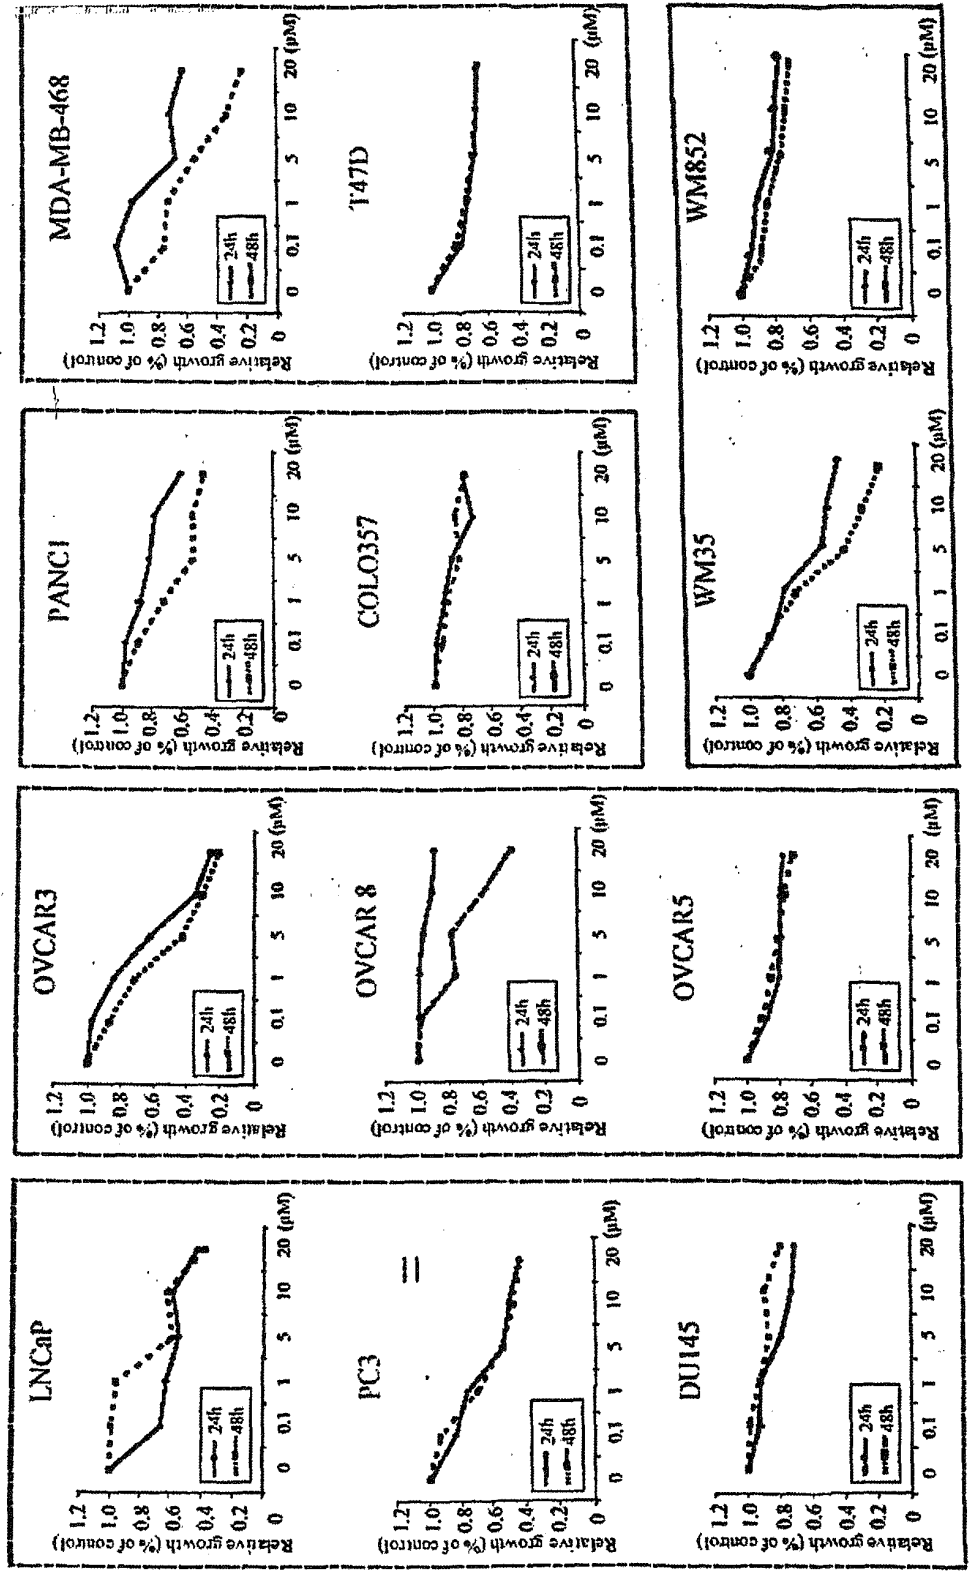 LNCaP
Relative growth (% of control)
1.2
1.0
0.8
0.6
0.4
0.2
0
24h
48h
0 0.1 1 5 10 20 (µM)
OVCAR3
Relative growth (% of control)
1.2
1.0
0.8
0.6
0.4
0.2
0
24h
48h
0 0.1 1 5 10 20 (µM)
PANC1
Relative growth (% of control)
1.2
1.0
0.8
0.6
0.4
0.2
0
24h
48h
0 0.1 1 5 10 20 (µM)
MDA-MB-468
Relative growth (% of control)
1.2
1.0
0.8
0.6
0.4
0.2
0
24h
48h
0 0.1 1 5 10 20 (µM)
PC3
Relative growth (% of control)
1.2
1.0
0.8
0.6
0.4
0.2
0
24h
48h
0 0.1 1 5 10 20 (µM)
OVCAR 8
Relative growth (% of control)
1.2
1.0
0.8
0.6
0.4
0.2
0
24h
48h
0 0.1 1 5 10 20 (µM)
COLO357
Relative growth (% of control)
1.2
1.0
0.8
0.6
0.4
0.2
0
24h
48h
0 0.1 1 5 10 20 (µM)
T47D
Relative growth (% of control)
1.2
1.0
0.8
0.6
0.4
0.2
0
24h
48h
0 0.1 1 5 10 20 (µM)
DU145
Relative growth (% of control)
1.2
1.0
0.8
0.6
0.4
0.2
0
24h
48h
0 0.1 1 5 10 20 (µM)
OVCAR5
Relative growth (% of control)
1.2
1.0
0.8
0.6
0.4
0.2
0
24h
48h
0 0.1 1 5 10 20 (µM)
WM35
Relative growth (% of control)
1.2
1.0
0.8
0.6
0.4
0.2
0
24h
48h
0 0.1 1 5 10 20 (µM)
WM852
Relative growth (% of control)
1.2
1.0
0.8
0.6
0.4
0.2
0
24h
48h
0 0.1 1 5 10 20 (µM)